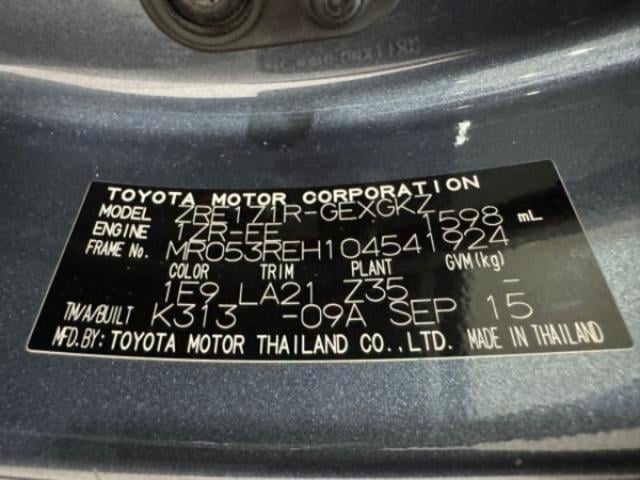 TOYOTA MOTOR CORPORATION
MODEL ZRE171R-GEXGKZ
ENGINE 1ZR-FE 1598 mL
FRAME No. MR053REH104541924
COLOR TRIM PLANT GVM(kg)
1E9 LA21 Z35 –
TM/A/BUILT K313 -09A SEP 15
MFD BY: TOYOTA MOTOR THAILAND CO.,LTD. MADE IN THAILAND